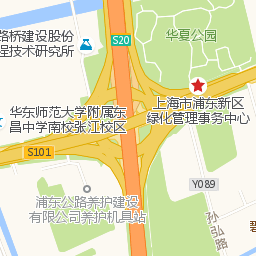 路桥建设股份
程技术研究所
S20
华夏公园
上海市浦东新区
绿化管理事务中心
华东师范大学附属东
昌中学南校张江校区
S101
Y089
浦东公路养护建设
有限公司养护机具站
孙弘路